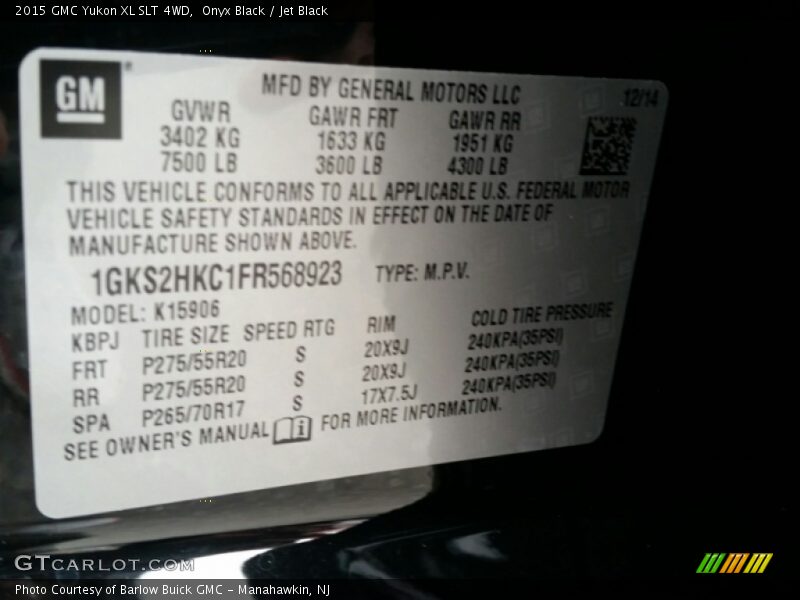 2015 GMC Yukon XL SLT 4WD,  Onyx Black / Jet Black
GM
MFD BY GENERAL MOTORS LLC
12/14
GVWR GAWR FRT GAWR RR
3402 KG 1633 KG 1951 KG
7500 LB 3600 LB 4300 LB
THIS VEHICLE CONFORMS TO ALL APPLICABLE U.S. FEDERAL MOTOR
VEHICLE SAFETY STANDARDS IN EFFECT ON THE DATE OF
MANUFACTURE SHOWN ABOVE.
1GKS2HKC1FR568923 TYPE: M.P.V.
MODEL: K15906
KBPJ TIRE SIZE SPEED RTG RIM COLD TIRE PRESSURE
FRT P275/55R20 S 20X9J 240KPA(35PSI)
RR P275/55R20 S 20X9J 240KPA(35PSI)
SPA P265/70R17 S 17X7.5J 240KPA(35PSI)
SEE OWNER'S MANUAL i FOR MORE INFORMATION.
GTCARLOT.COM
Photo Courtesy of Barlow Buick GMC - Manahawkin, NJ